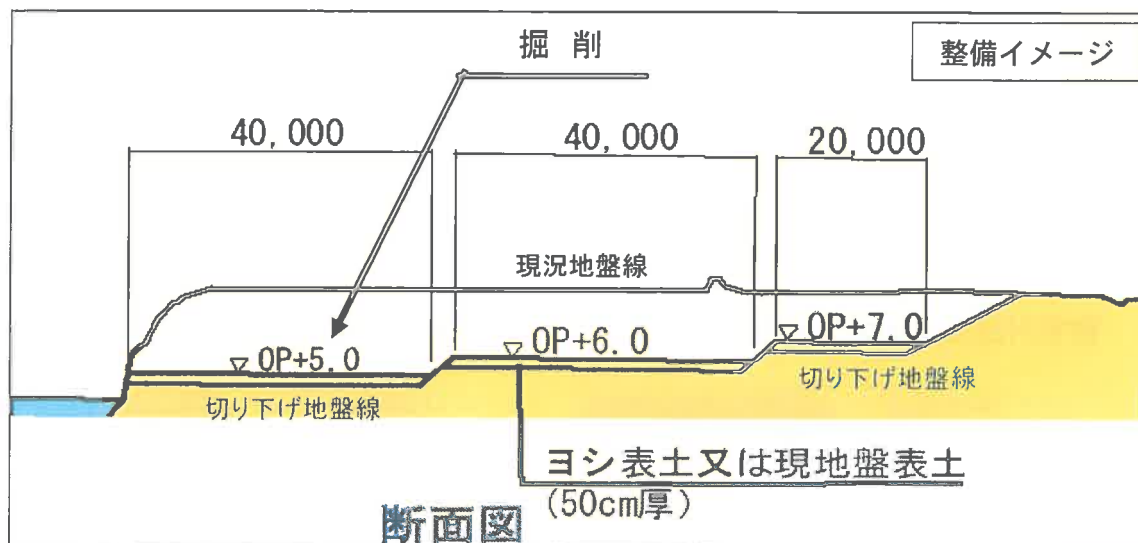 掘削
整備イメージ
40,000
40,000
20,000
現況地盤線
OP+5.0
OP+6.0
OP+7.0
切り下げ地盤線
切り下げ地盤線
ヨシ表土又は現地盤表土
(50cm厚)
断面図